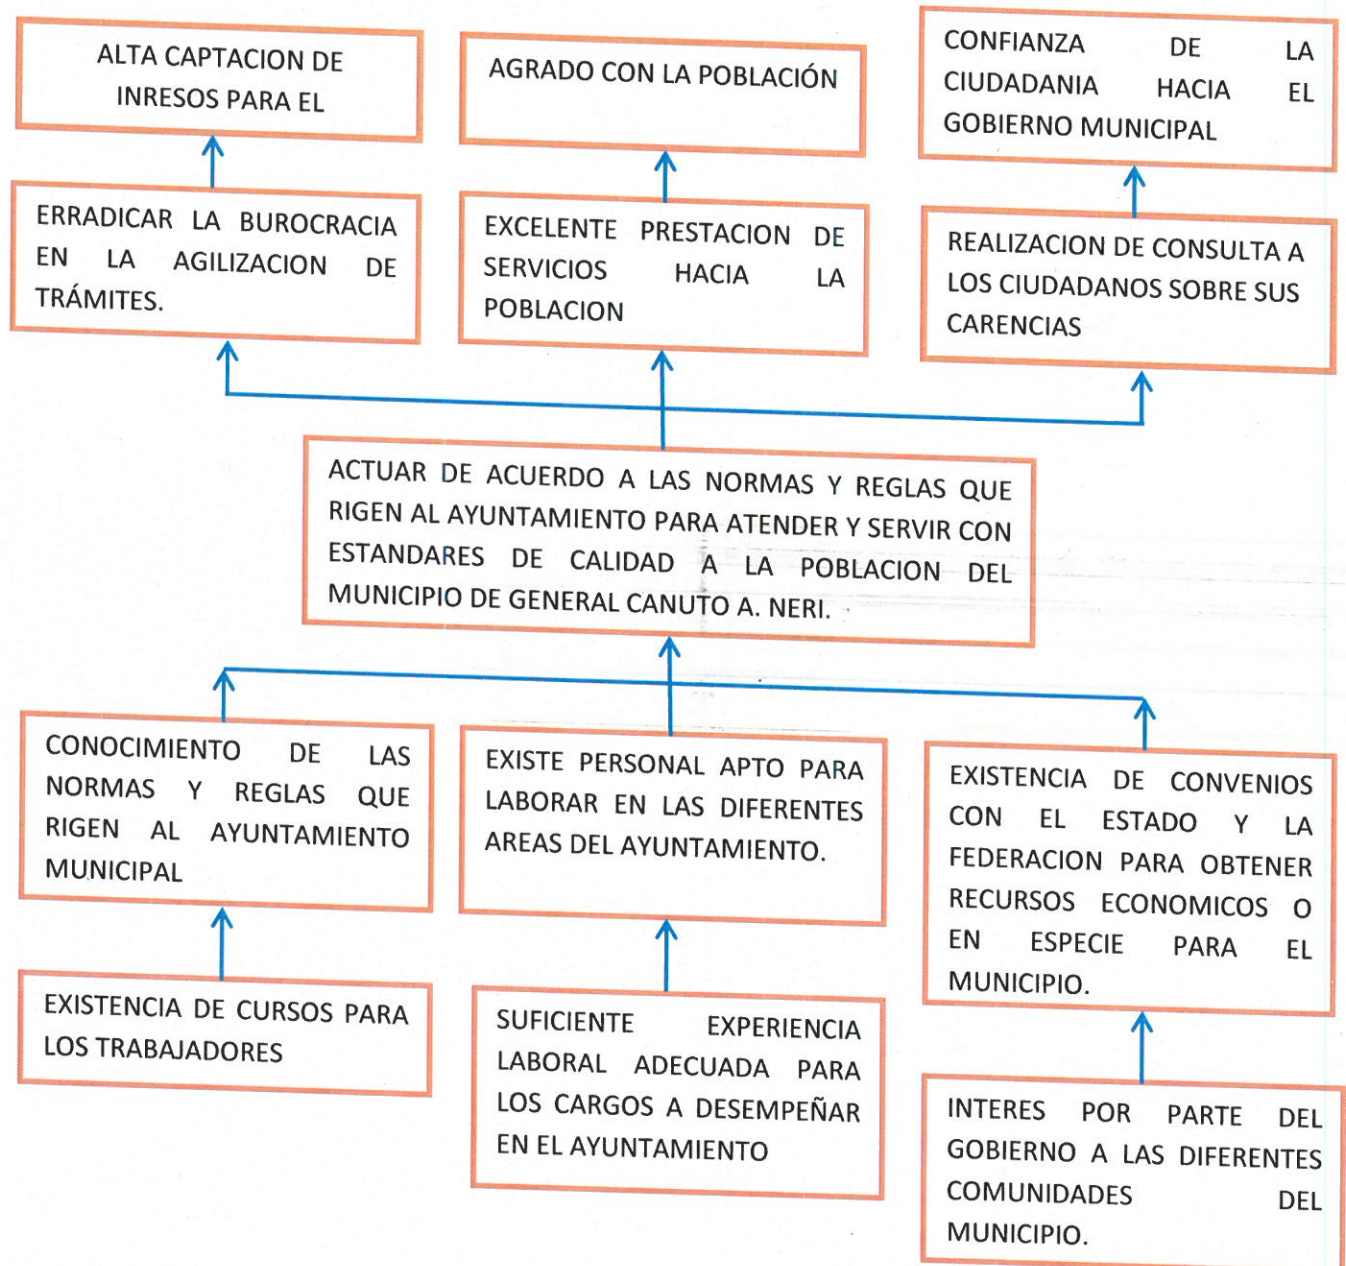 ALTA CAPTACION DE
INRESOS PARA EL
AGRADO CON LA POBLACIÓN
CONFIANZA DE LA
CIUDADANIA HACIA EL
GOBIERNO MUNICIPAL
ERRADICAR LA BUROCRACIA
EN LA AGILIZACION DE
TRÁMITES.
EXCELENTE PRESTACION DE
SERVICIOS HACIA LA
POBLACION
REALIZACION DE CONSULTA A
LOS CIUDADANOS SOBRE SUS
CARENCIAS
ACTUAR DE ACUERDO A LAS NORMAS Y REGLAS QUE
RIGEN AL AYUNTAMIENTO PARA ATENDER Y SERVIR CON
ESTANDARES DE CALIDAD A LA POBLACION DEL
MUNICIPIO DE GENERAL CANUTO A. NERI.
CONOCIMIENTO DE LAS
NORMAS Y REGLAS QUE
RIGEN AL AYUNTAMIENTO
MUNICIPAL
EXISTE PERSONAL APTO PARA
LABORAR EN LAS DIFERENTES
AREAS DEL AYUNTAMIENTO.
EXISTENCIA DE CONVENIOS
CON EL ESTADO Y LA
FEDERACION PARA OBTENER
RECURSOS ECONOMICOS O
EN ESPECIE PARA EL
MUNICIPIO.
EXISTENCIA DE CURSOS PARA
LOS TRABAJADORES
SUFICIENTE EXPERIENCIA
LABORAL ADECUADA PARA
LOS CARGOS A DESEMPEÑAR
EN EL AYUNTAMIENTO
INTERES POR PARTE DEL
GOBIERNO A LAS DIFERENTES
COMUNIDADES DEL
MUNICIPIO.